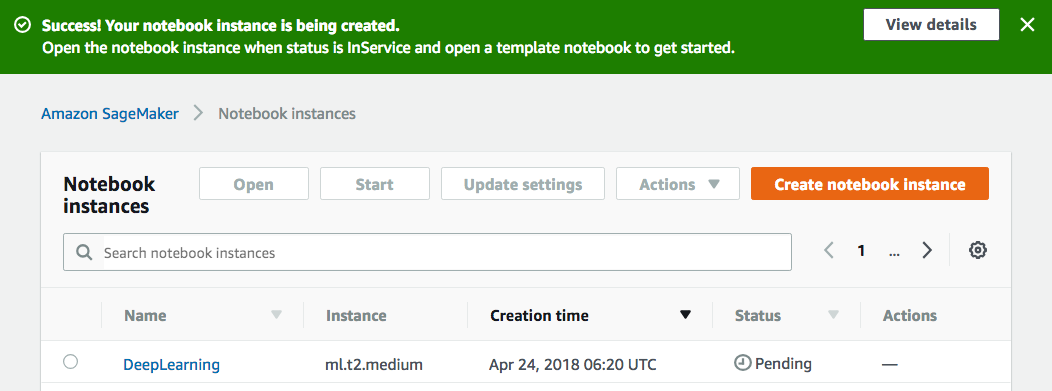 Success! Your notebook instance is being created.
View details
Open the notebook instance when status is InService and open a template notebook to get started.
Amazon SageMaker > Notebook instances
Notebook
instances
Open
Start
Update settings
Actions
Create notebook instance
Search notebook instances
1 ...
Name Instance Creation time Status Actions
DeepLearning ml.t2.medium Apr 24, 2018 06:20 UTC Pending —